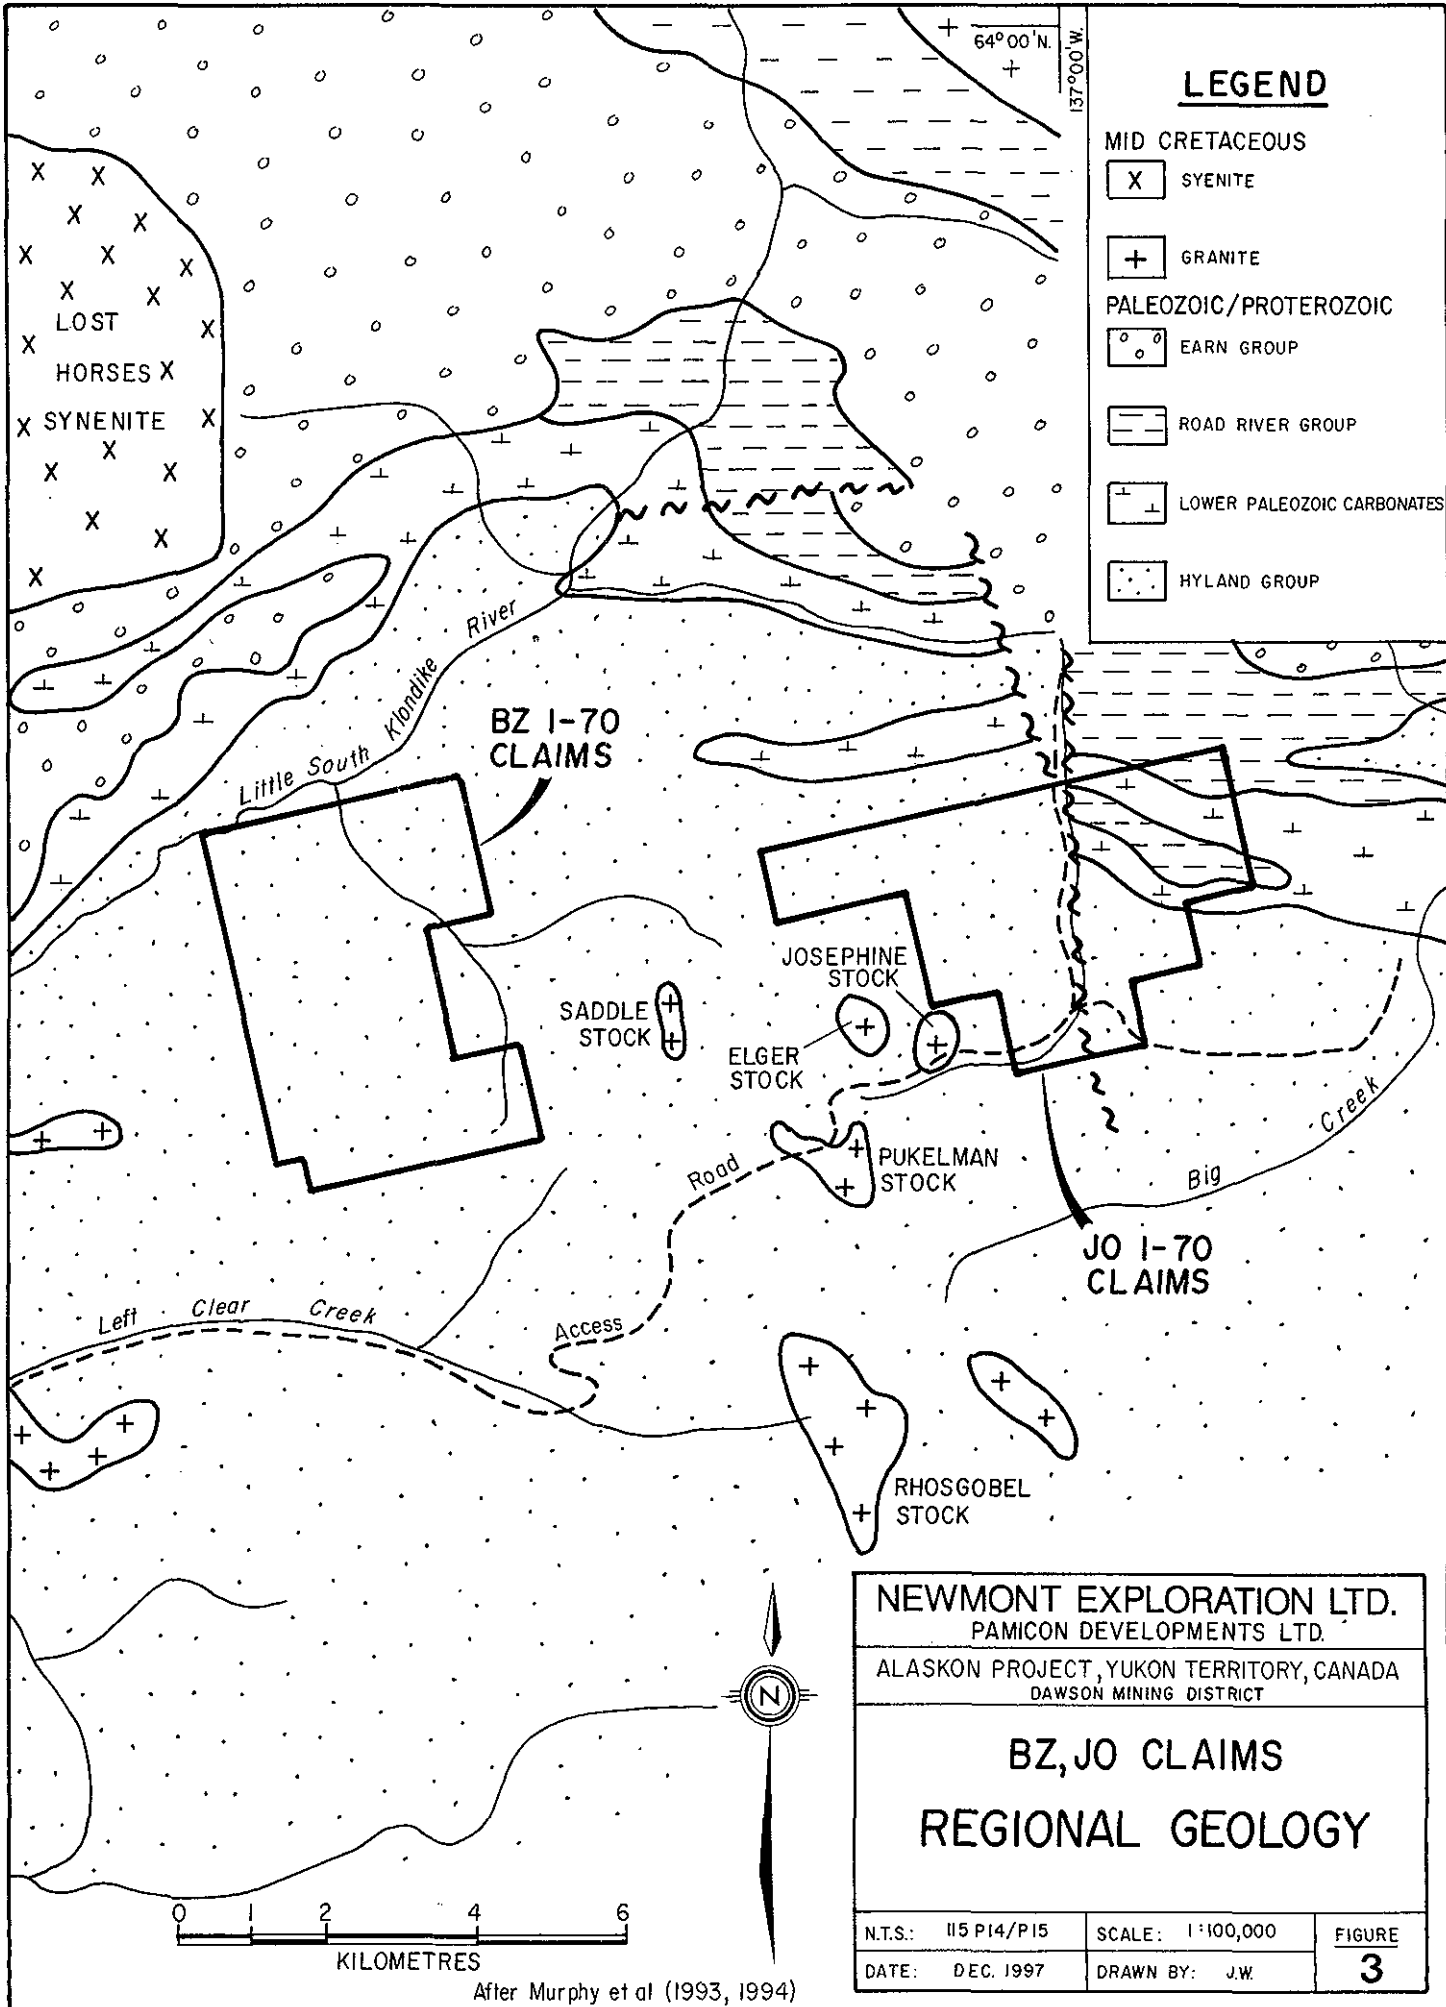 64°00'N.
137°00'W.
LEGEND
MID CRETACEOUS
X SYENITE
+ GRANITE
PALEOZOIC/PROTEROZOIC
EARN GROUP
ROAD RIVER GROUP
LOWER PALEOZOIC CARBONATES
HYLAND GROUP
LOST
HORSES
SYNENITE
Little South Klondike River
BZ 1-70
CLAIMS
JOSEPHINE
STOCK
SADDLE
STOCK
ELGER
STOCK
PUKELMAN
STOCK
Access Road
Big Creek
JO 1-70
CLAIMS
Left Clear Creek
RHOSGOBEL
STOCK
N
0 1 2 4 6
KILOMETRES
After Murphy et al (1993, 1994)
NEWMONT EXPLORATION LTD.
PAMICON DEVELOPMENTS LTD.
ALASKON PROJECT, YUKON TERRITORY, CANADA
DAWSON MINING DISTRICT
BZ, JO CLAIMS
REGIONAL GEOLOGY
N.T.S.: 115 P14/P15
SCALE: 1:100,000
FIGURE
3
DATE: DEC. 1997
DRAWN BY: J.W.